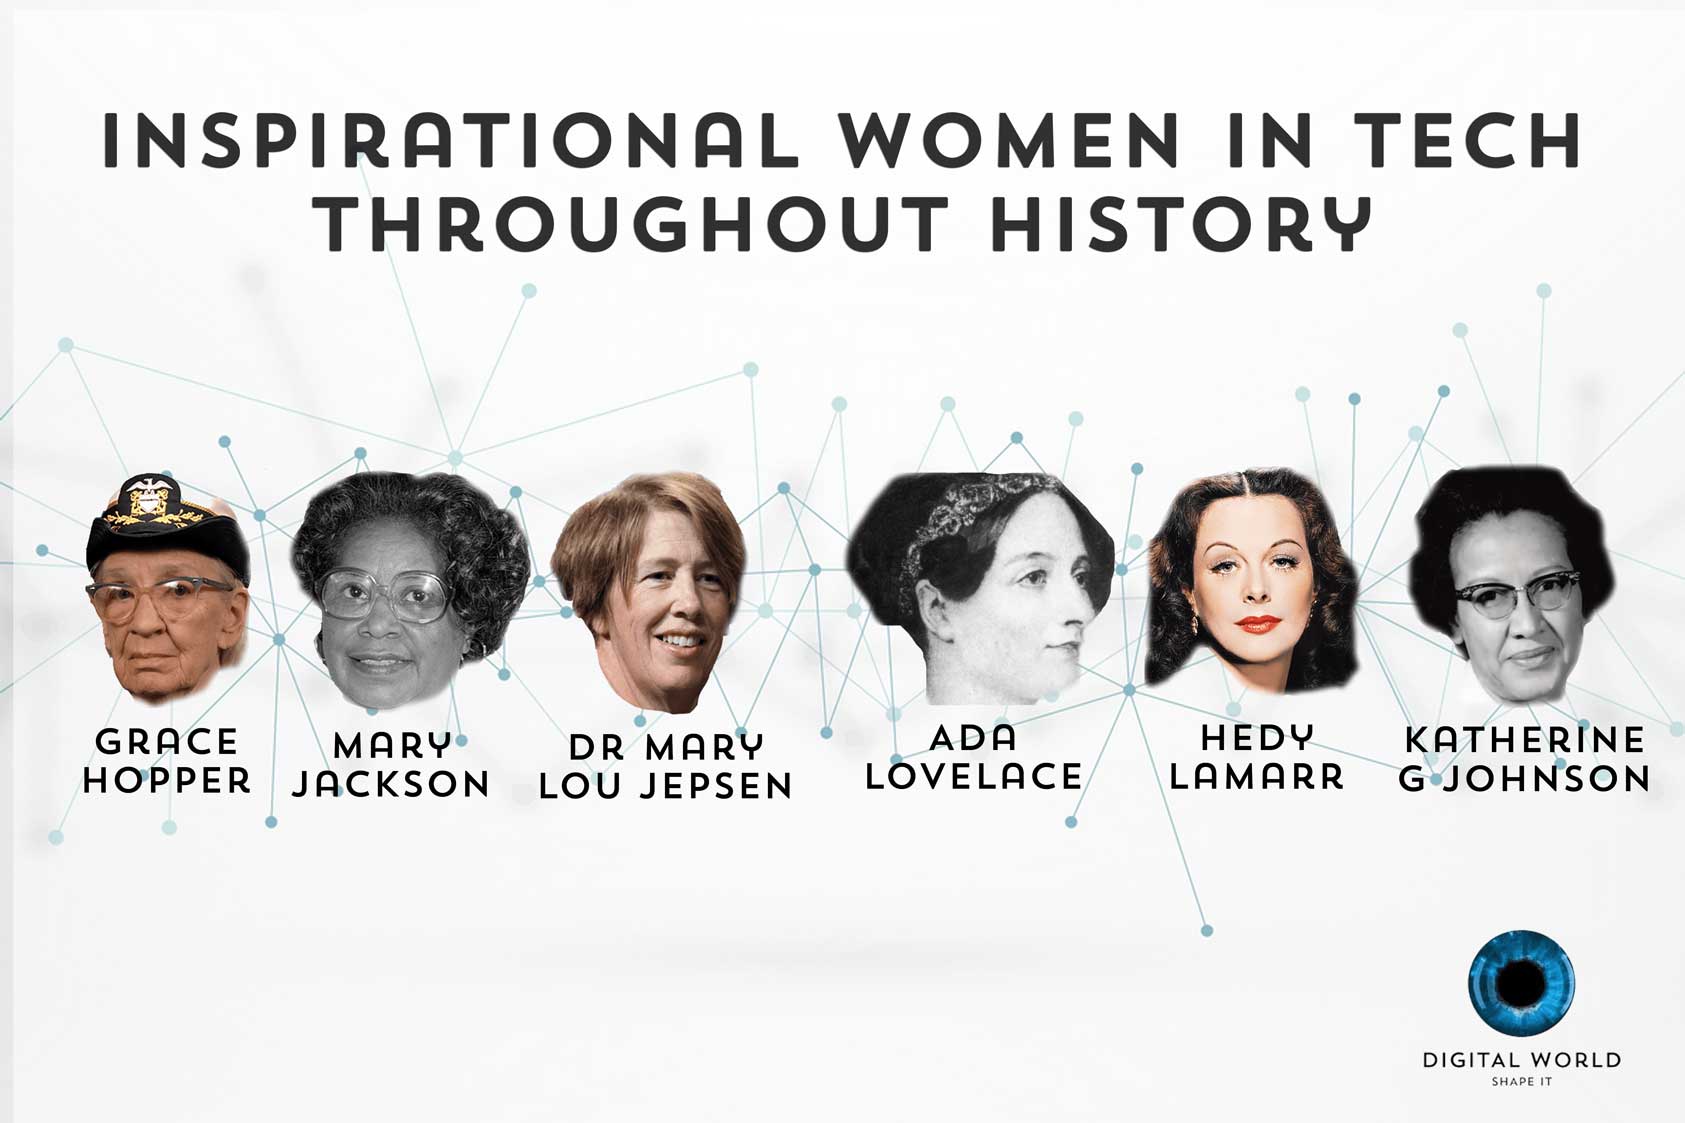 INSPIRATIONAL WOMEN IN TECH
THROUGHOUT HISTORY
GRACE
HOPPER
MARY
JACKSON
DR MARY
LOU JEPSEN
ADA
LOVELACE
HEDY
LAMARR
KATHERINE
G JOHNSON
DIGITAL WORLD
SHAPE IT